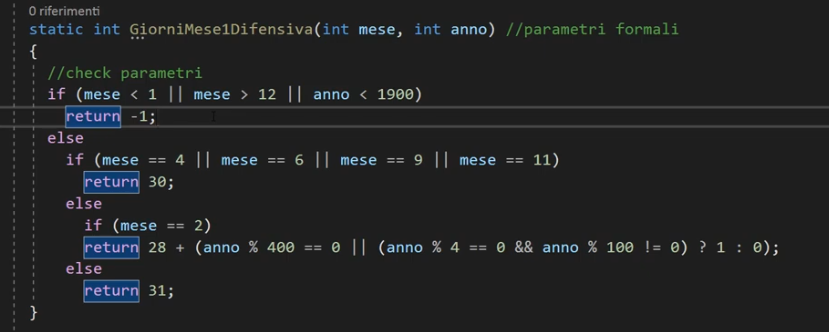 0 riferimenti
static int GiorniMese1Difensiva(int mese, int anno) //parametri formali
{
//check parametri
if (mese < 1 || mese > 12 || anno < 1900)
return -1;
else
if (mese == 4 || mese == 6 || mese == 9 || mese == 11)
return 30;
else
if (mese == 2)
return 28 + (anno % 400 == 0 || (anno % 4 == 0 && anno % 100 != 0) ? 1 : 0);
else
return 31;
}